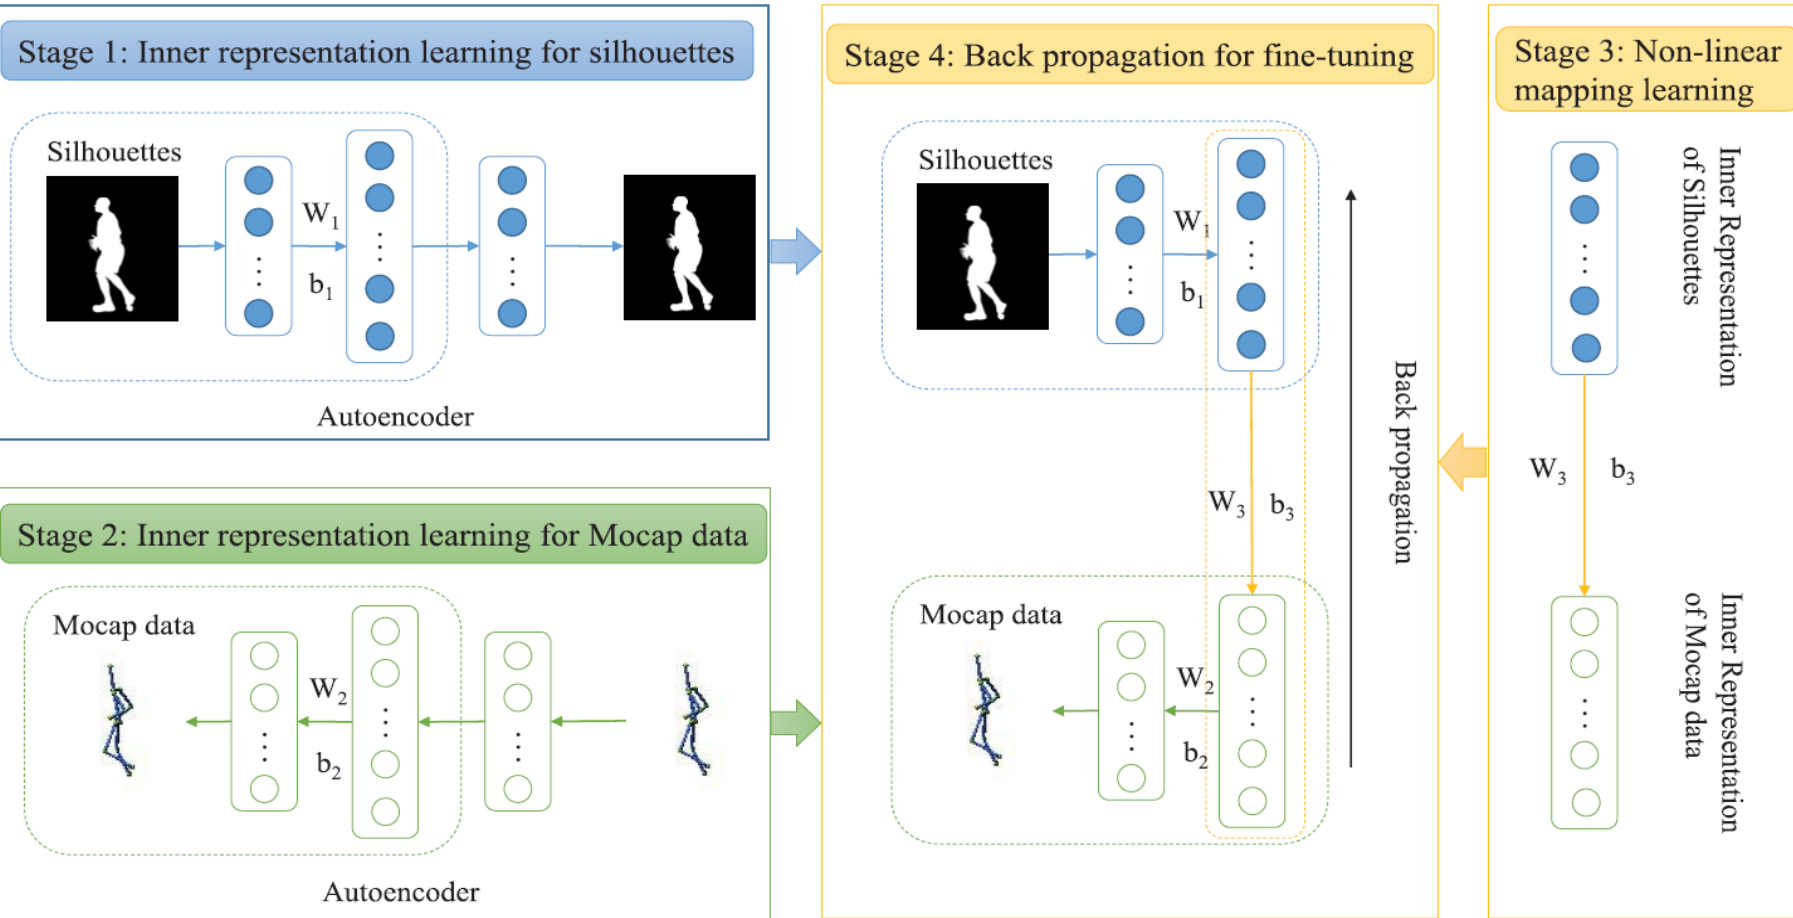 Stage 1: Inner representation learning for silhouettes
Silhouettes
W1
b1
Autoencoder
Stage 2: Inner representation learning for Mocap data
Mocap data
W2
b2
Autoencoder
Stage 4: Back propagation for fine-tuning
Silhouettes
W1
b1
W3 b3
Back propagation
Mocap data
W2
b2
Stage 3: Non-linear
mapping learning
Inner Representation
of Silhouettes
W3 b3
Inner Representation
of Mocap data